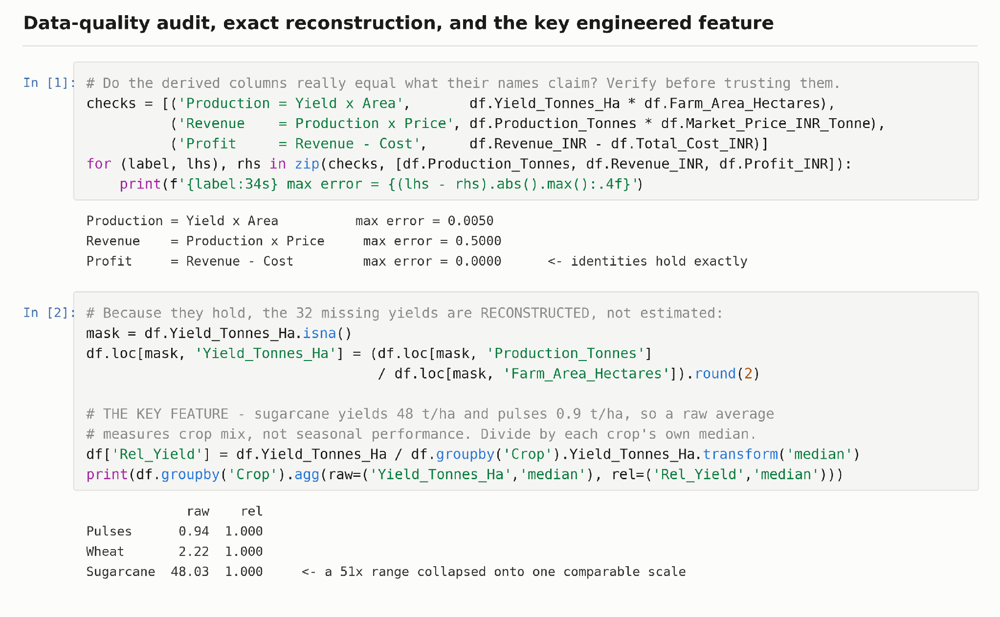 Data-quality audit, exact reconstruction, and the key engineered feature
In [1]:
# Do the derived columns really equal what their names claim? Verify before trusting them.
checks = [('Production = Yield x Area',       df.Yield_Tonnes_Ha * df.Farm_Area_Hectares),
          ('Revenue    = Production x Price', df.Production_Tonnes * df.Market_Price_INR_Tonne),
          ('Profit     = Revenue - Cost',     df.Revenue_INR - df.Total_Cost_INR)]
for (label, lhs), rhs in zip(checks, [df.Production_Tonnes, df.Revenue_INR, df.Profit_INR]):
    print(f'{label:34s} max error = {(lhs - rhs).abs().max():.4f}')
Production = Yield x Area          max error = 0.0050
Revenue    = Production x Price     max error = 0.5000
Profit     = Revenue - Cost         max error = 0.0000      <- identities hold exactly
In [2]:
# Because they hold, the 32 missing yields are RECONSTRUCTED, not estimated:
mask = df.Yield_Tonnes_Ha.isna()
df.loc[mask, 'Yield_Tonnes_Ha'] = (df.loc[mask, 'Production_Tonnes']
                                   / df.loc[mask, 'Farm_Area_Hectares']).round(2)
# THE KEY FEATURE - sugarcane yields 48 t/ha and pulses 0.9 t/ha, so a raw average
# measures crop mix, not seasonal performance. Divide by each crop's own median.
df['Rel_Yield'] = df.Yield_Tonnes_Ha / df.groupby('Crop').Yield_Tonnes_Ha.transform('median')
print(df.groupby('Crop').agg(raw=('Yield_Tonnes_Ha','median'), rel=('Rel_Yield','median')))
             raw    rel
Pulses      0.94  1.000
Wheat       2.22  1.000
Sugarcane  48.03  1.000     <- a 51x range collapsed onto one comparable scale